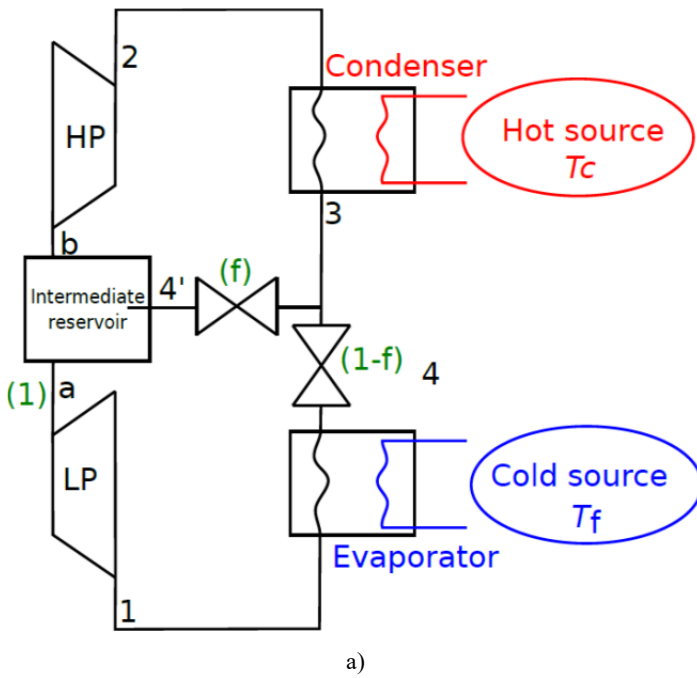 2
Condenser
HP
Hot source
Tc
3
b
(f)
4'
Intermediate
reservoir
(1-f)
4
(1)
a
LP
Cold source
Tf
Evaporator
1
a)